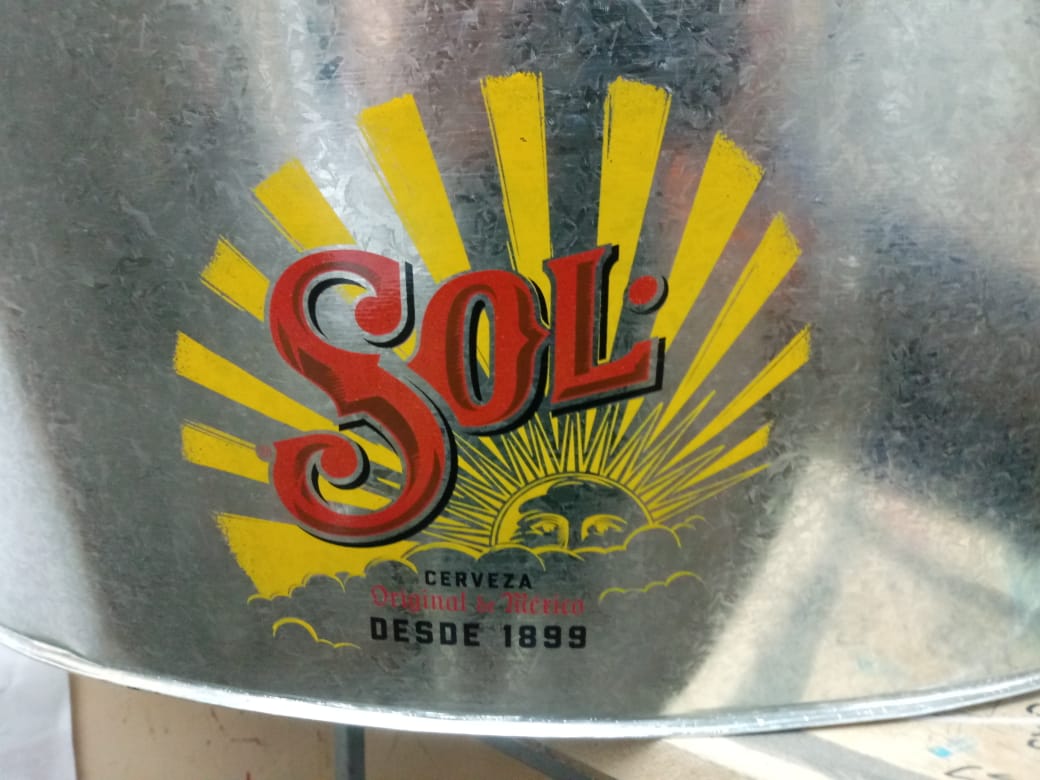 SOL.
CERVEZA
Original de México
DESDE 1899